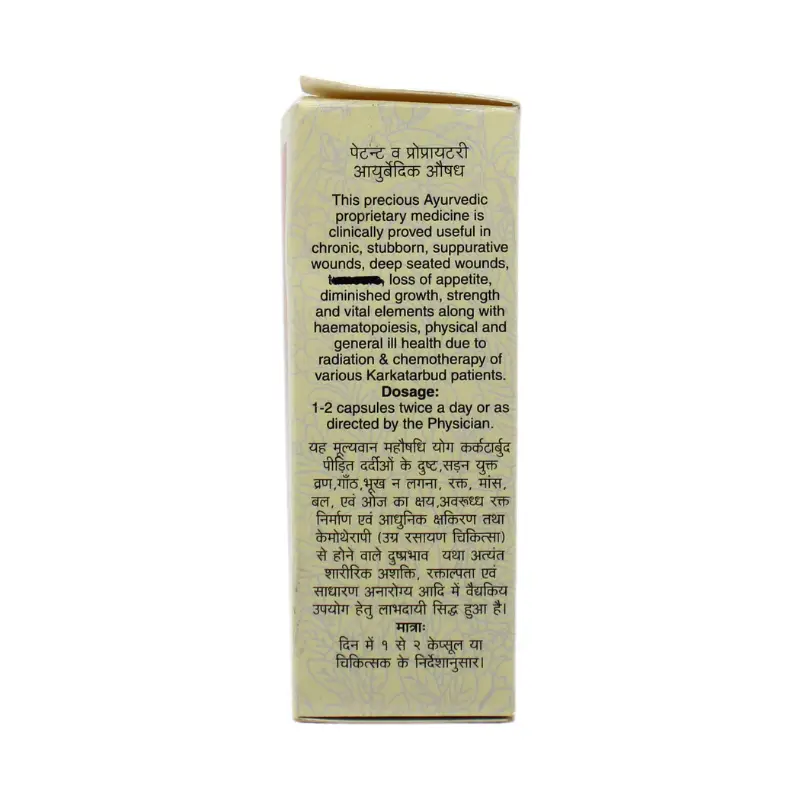 पेटन्ट व प्रोप्रायटरी
आयुर्बेदिक औषध
This precious Ayurvedic
proprietary medicine is
clinically proved useful in
chronic, stubborn, suppurative
wounds, deep seated wounds,
loss of appetite,
diminished growth, strength
and vital elements along with
haematopoiesis, physical and
general ill health due to
radiation & chemotherapy of
various Karkatarbud patients.
Dosage:
1-2 capsules twice a day or as
directed by the Physician.
यह मूल्यवान महौषधि योग कर्कटार्बुद
पीड़ित दर्दीओं के दुष्ट,सड़न युक्त
व्रण,गाँठ,भूख न लगना, रक्त, मांस,
बल, एवं ओज का क्षय,अवरूध्ध रक्त
निर्माण एवं आधुनिक क्षकिरण तथा
केमोथेरापी (उग्र रसायण चिकित्सा)
से होने वाले दुष्प्रभाव यथा अत्यंत
शारीरिक अशक्ति, रक्ताल्पता एवं
साधारण अनारोग्य आदि में वैद्यकिय
उपयोग हेतु लाभदायी सिद्ध हुआ है।
मात्राः
दिन में १ से २ केप्सूल या
चिकित्सक के निर्देशानुसार।